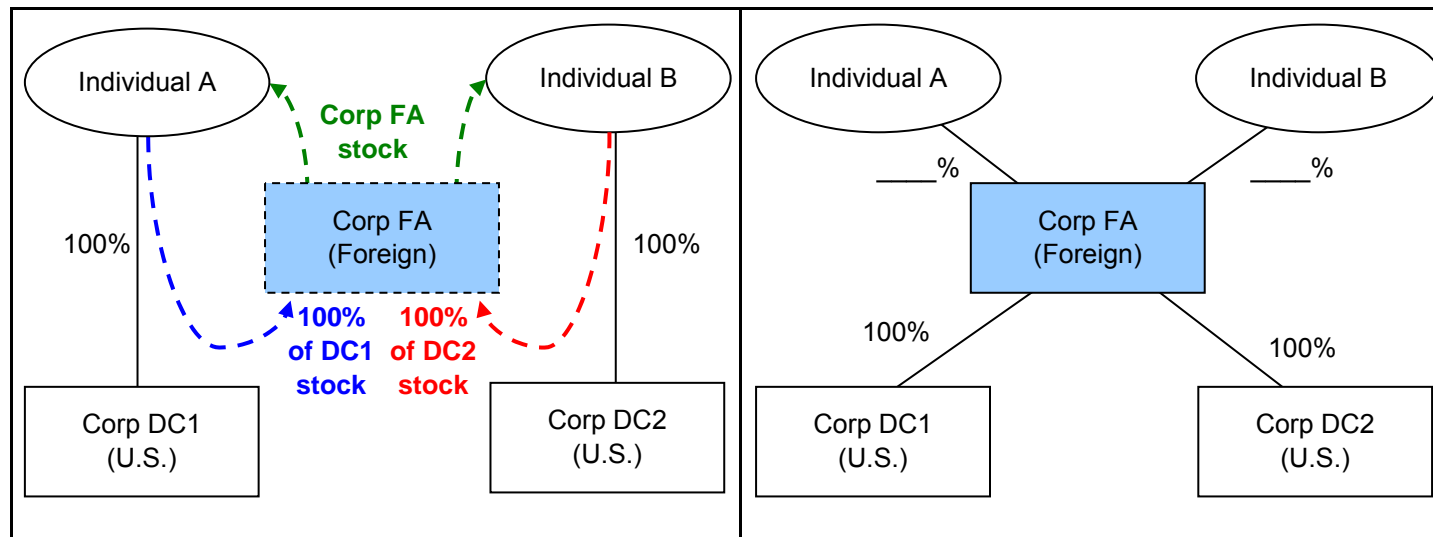 Individual A
Individual B
Corp FA
stock
Corp FA
(Foreign)
100%
100%
100%
of DC1
stock
100%
of DC2
stock
Corp DC1
(U.S.)
Corp DC2
(U.S.)
Individual A
Individual B
____%
____%
Corp FA
(Foreign)
100%
100%
Corp DC1
(U.S.)
Corp DC2
(U.S.)